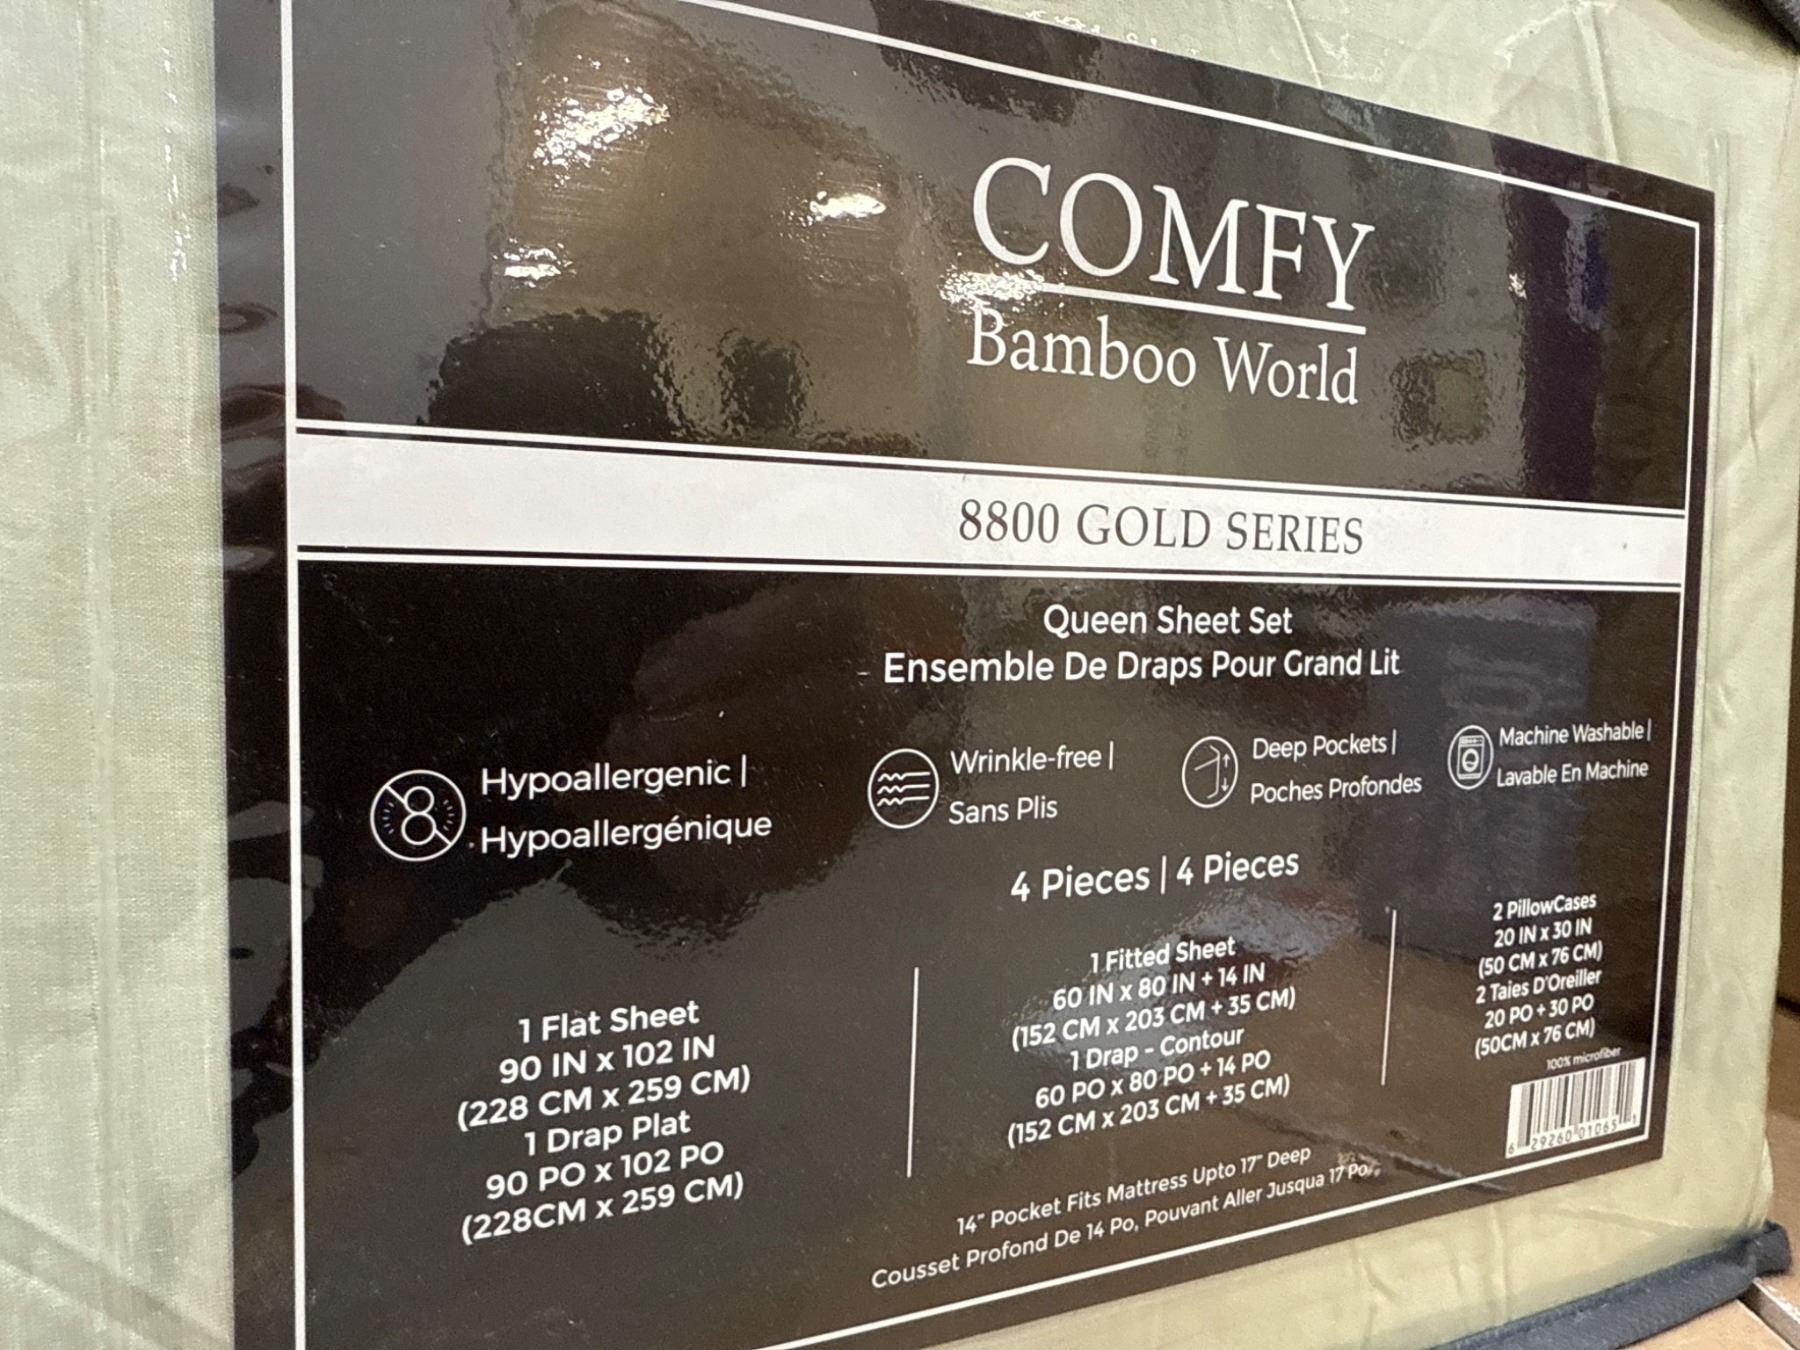 COMFY
Bamboo World
8800 GOLD SERIES
Queen Sheet Set
Ensemble De Draps Pour Grand Lit
Hypoallergenic |
Hypoallergénique
Wrinkle-free |
Sans Plis
Deep Pockets |
Poches Profondes
Machine Washable |
Lavable En Machine
4 Pieces | 4 Pieces
1 Flat Sheet
90 IN x 102 IN
(228 CM x 259 CM)
1 Drap Plat
90 PO x 102 PO
(228CM x 259 CM)
1 Fitted Sheet
60 IN x 80 IN + 14 IN
(152 CM x 203 CM + 35 CM)
1 Drap - Contour
60 PO x 80 PO + 14 PO
(152 CM x 203 CM + 35 CM)
2 PillowCases
20 IN x 30 IN
(50 CM x 76 CM)
2 Taies D'Oreiller
20 PO + 30 PO
(50CM x 76 CM)
100% microfiber
6 29260 01065 1
14" Pocket Fits Mattress Upto 17" Deep
Cousset Profond De 14 Po, Pouvant Aller Jusqua 17 Po.